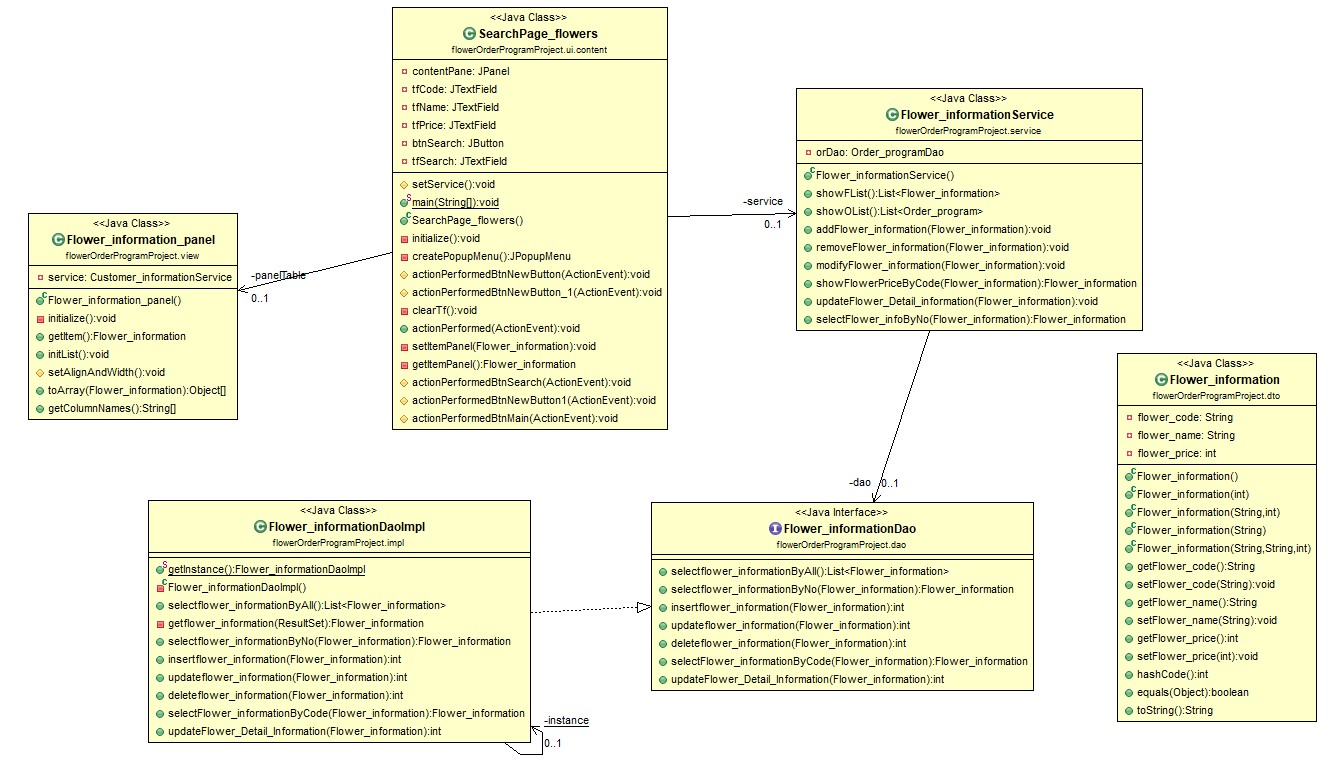 <<Java Class>>
SearchPage_flowers
flowerOrderProgramProject.ui.content
contentPane: JPanel
tfCode: JTextField
tfName: JTextField
tfPrice: JTextField
btnSearch: JButton
tfSearch: JTextField
setService():void
main(String[]):void
SearchPage_flowers()
initialize():void
createPopupMenu():JPopupMenu
actionPerformedBtnNewButton(ActionEvent):void
actionPerformedBtnNewButton_1(ActionEvent):void
clearTf():void
actionPerformed(ActionEvent):void
setItemPanel(Flower_information):void
getItemPanel():Flower_information
actionPerformedBtnSearch(ActionEvent):void
actionPerformedBtnNewButton1(ActionEvent):void
actionPerformedBtnMain(ActionEvent):void
<<Java Class>>
Flower_informationService
flowerOrderProgramProject.service
orDao: Order_programDao
Flower_informationService()
showFList():List<Flower_information>
showOList():List<Order_program>
addFlower_information(Flower_information):void
removeFlower_information(Flower_information):void
modifyFlower_information(Flower_information):void
showFlowerPriceByCode(Flower_information):Flower_information
updateFlower_Detail_information(Flower_information):void
selectFlower_infoByNo(Flower_information):Flower_information
-service
0..1
<<Java Class>>
Flower_information_panel
flowerOrderProgramProject.view
service: Customer_informationService
Flower_information_panel()
initialize():void
getItem():Flower_information
initList():void
setAlignAndWidth():void
toArray(Flower_information):Object[]
getColumnNames():String[]
-panelTable
0..1
<<Java Class>>
Flower_information
flowerOrderProgramProject.dto
flower_code: String
flower_name: String
flower_price: int
Flower_information()
Flower_information(int)
Flower_information(String,int)
Flower_information(String)
Flower_information(String,String,int)
getFlower_code():String
setFlower_code(String):void
getFlower_name():String
setFlower_name(String):void
getFlower_price():int
setFlower_price(int):void
hashCode():int
equals(Object):boolean
toString():String
-dao
0..1
<<Java Class>>
Flower_informationDaoImpl
flowerOrderProgramProject.impl
getInstance():Flower_informationDaoImpl
Flower_informationDaoImpl()
selectflower_informationByAll():List<Flower_information>
getflower_information(ResultSet):Flower_information
selectflower_informationByNo(Flower_information):Flower_information
insertflower_information(Flower_information):int
updateflower_information(Flower_information):int
deleteflower_information(Flower_information):int
selectFlower_informationByCode(Flower_information):Flower_information
updateFlower_Detail_Information(Flower_information):int
-instance
0..1
<<Java Interface>>
Flower_informationDao
flowerOrderProgramProject.dao
selectflower_informationByAll():List<Flower_information>
selectflower_informationByNo(Flower_information):Flower_information
insertflower_information(Flower_information):int
updateflower_information(Flower_information):int
deleteflower_information(Flower_information):int
selectFlower_informationByCode(Flower_information):Flower_information
updateFlower_Detail_Information(Flower_information):int